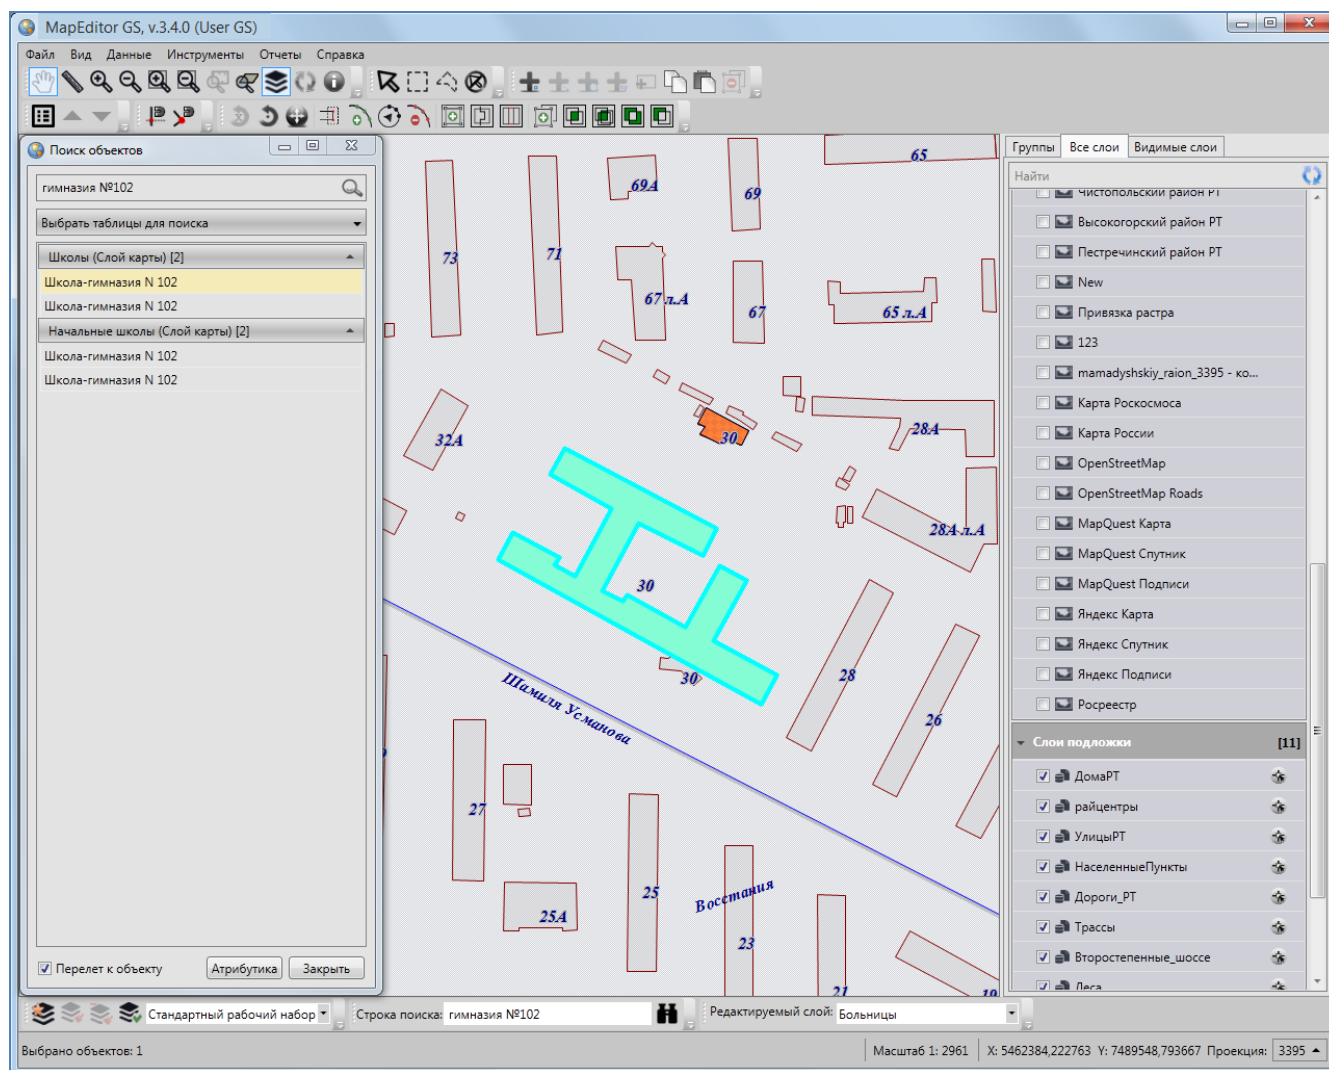 MapEditor GS, v.3.4.0 (User GS)
Файл Вид Данные Инструменты Отчеты Справка
Поиск объектов
гимназия №102
Выбрать таблицы для поиска
Школы (Слой карты) [2]
Школа-гимназия N 102
Школа-гимназия N 102
Начальные школы (Слой карты) [2]
Школа-гимназия N 102
Школа-гимназия N 102
Перелет к объекту
Атрибутика
Закрыть
65
69А
69
73
71
67 л.А
67
65 л.А
32А
30
28А
28А л.А
30
30
28
26
Шамиля Усманова
27
25
25А
Восстания
23
21
19
Группы Все слои Видимые слои
Найти
Чистопольский район РТ
Высокогорский район РТ
Пестречинский район РТ
New
Привязка растра
123
mamadyshskiy_raion_3395 - ко...
Карта Роскосмоса
Карта России
OpenStreetMap
OpenStreetMap Roads
MapQuest Карта
MapQuest Спутник
MapQuest Подписи
Яндекс Карта
Яндекс Спутник
Яндекс Подписи
Росреестр
Слои подложки [11]
ДомаРТ
райцентры
УлицыРТ
НаселенныеПункты
Дороги_РТ
Трассы
Второстепенные_шоссе
Леса
Стандартный рабочий набор
Строка поиска: гимназия №102
Редактируемый слой: Больницы
Выбрано объектов: 1
Масштаб 1: 2961
X: 5462384,222763 Y: 7489548,793667 Проекция: 3395